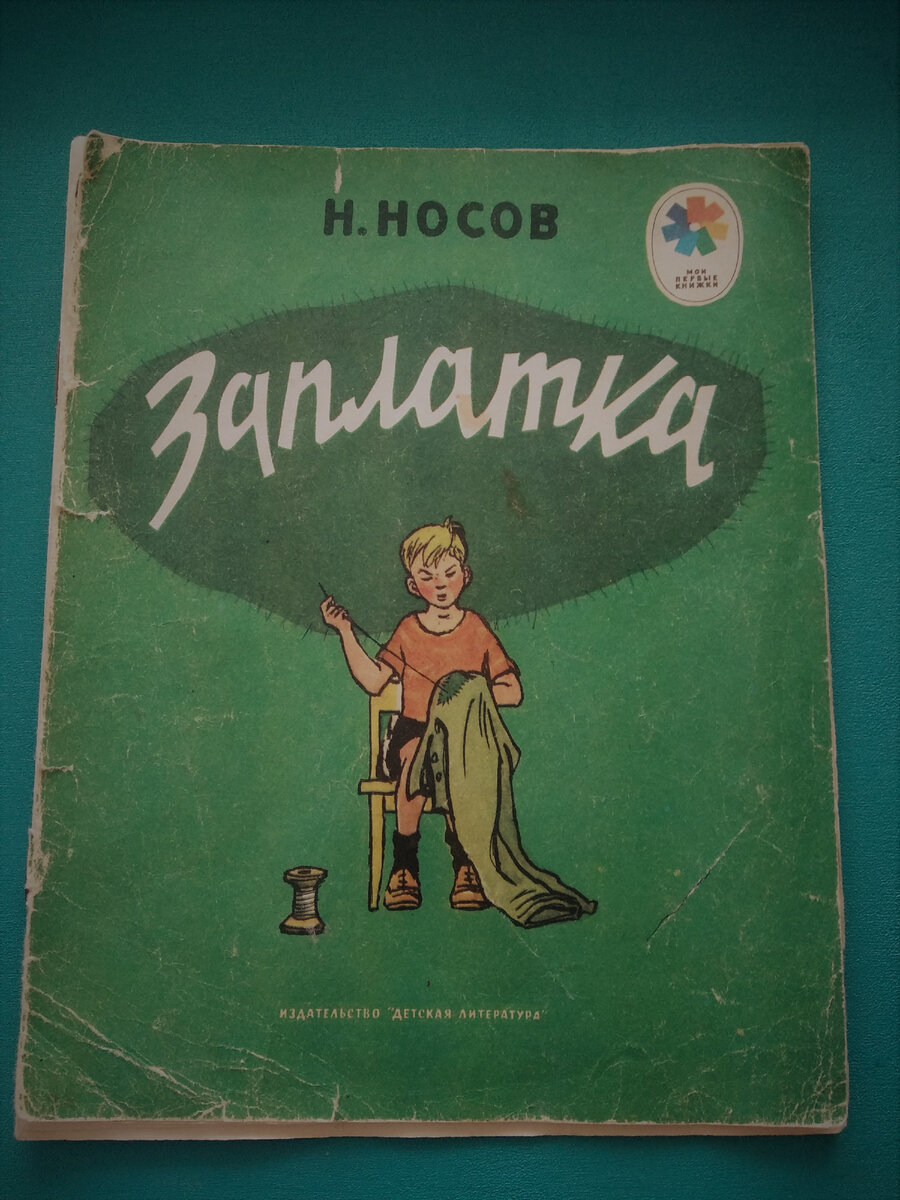 Н. НОСОВ
МОИ
ПЕРВЫЕ
КНИЖКИ
Заплатка
ИЗДАТЕЛЬСТВО "ДЕТСКАЯ ЛИТЕРАТУРА"